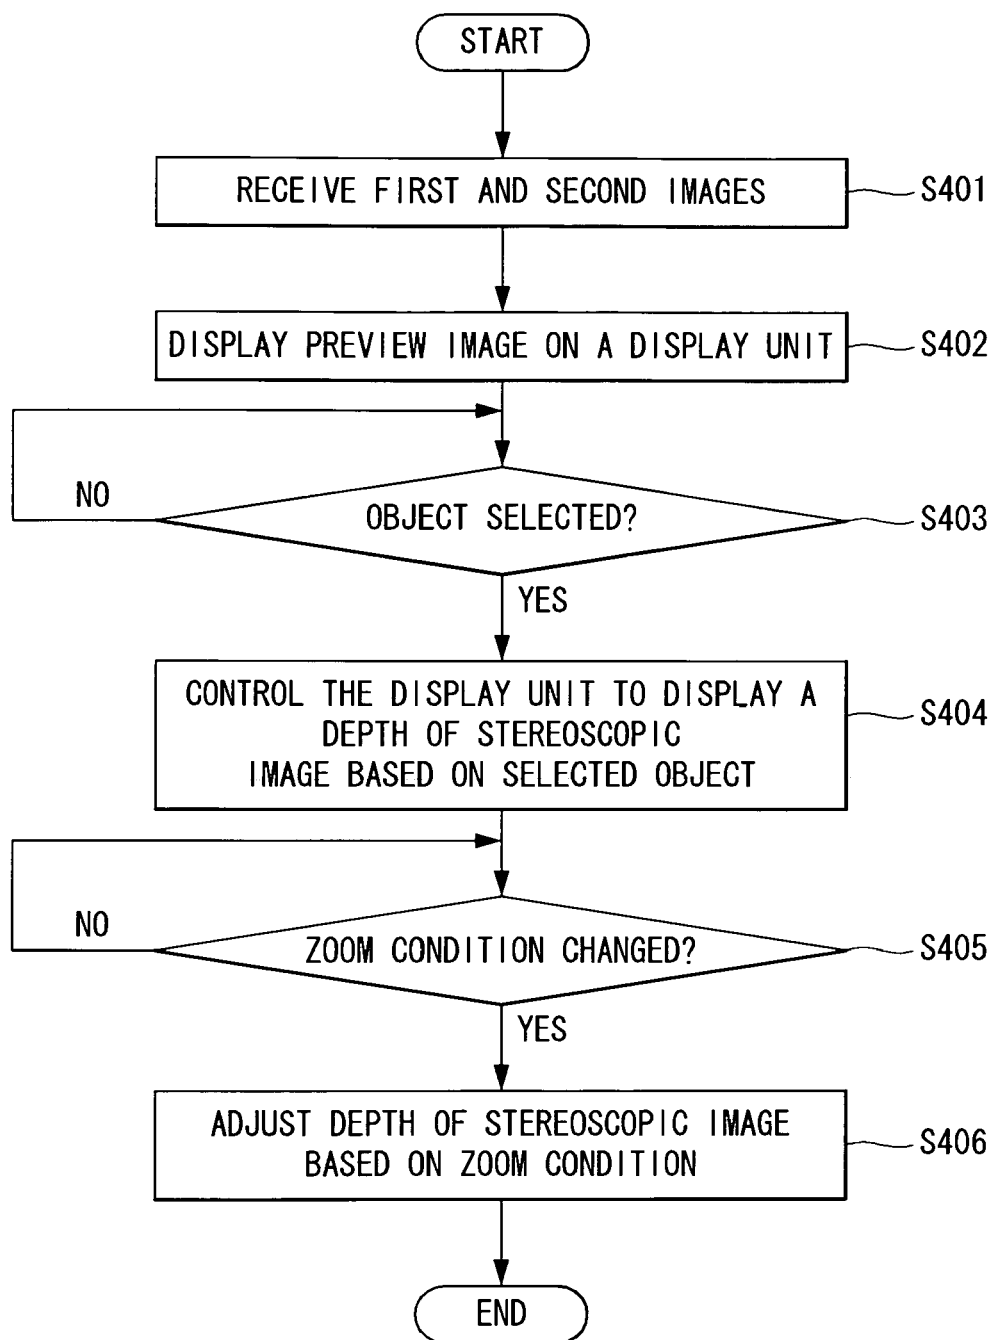 START
RECEIVE FIRST AND SECOND IMAGES
S401
DISPLAY PREVIEW IMAGE ON A DISPLAY UNIT
S402
NO
OBJECT SELECTED?
S403
YES
CONTROL THE DISPLAY UNIT TO DISPLAY A
DEPTH OF STEREOSCOPIC
IMAGE BASED ON SELECTED OBJECT
S404
NO
ZOOM CONDITION CHANGED?
S405
YES
ADJUST DEPTH OF STEREOSCOPIC IMAGE
BASED ON ZOOM CONDITION
S406
END